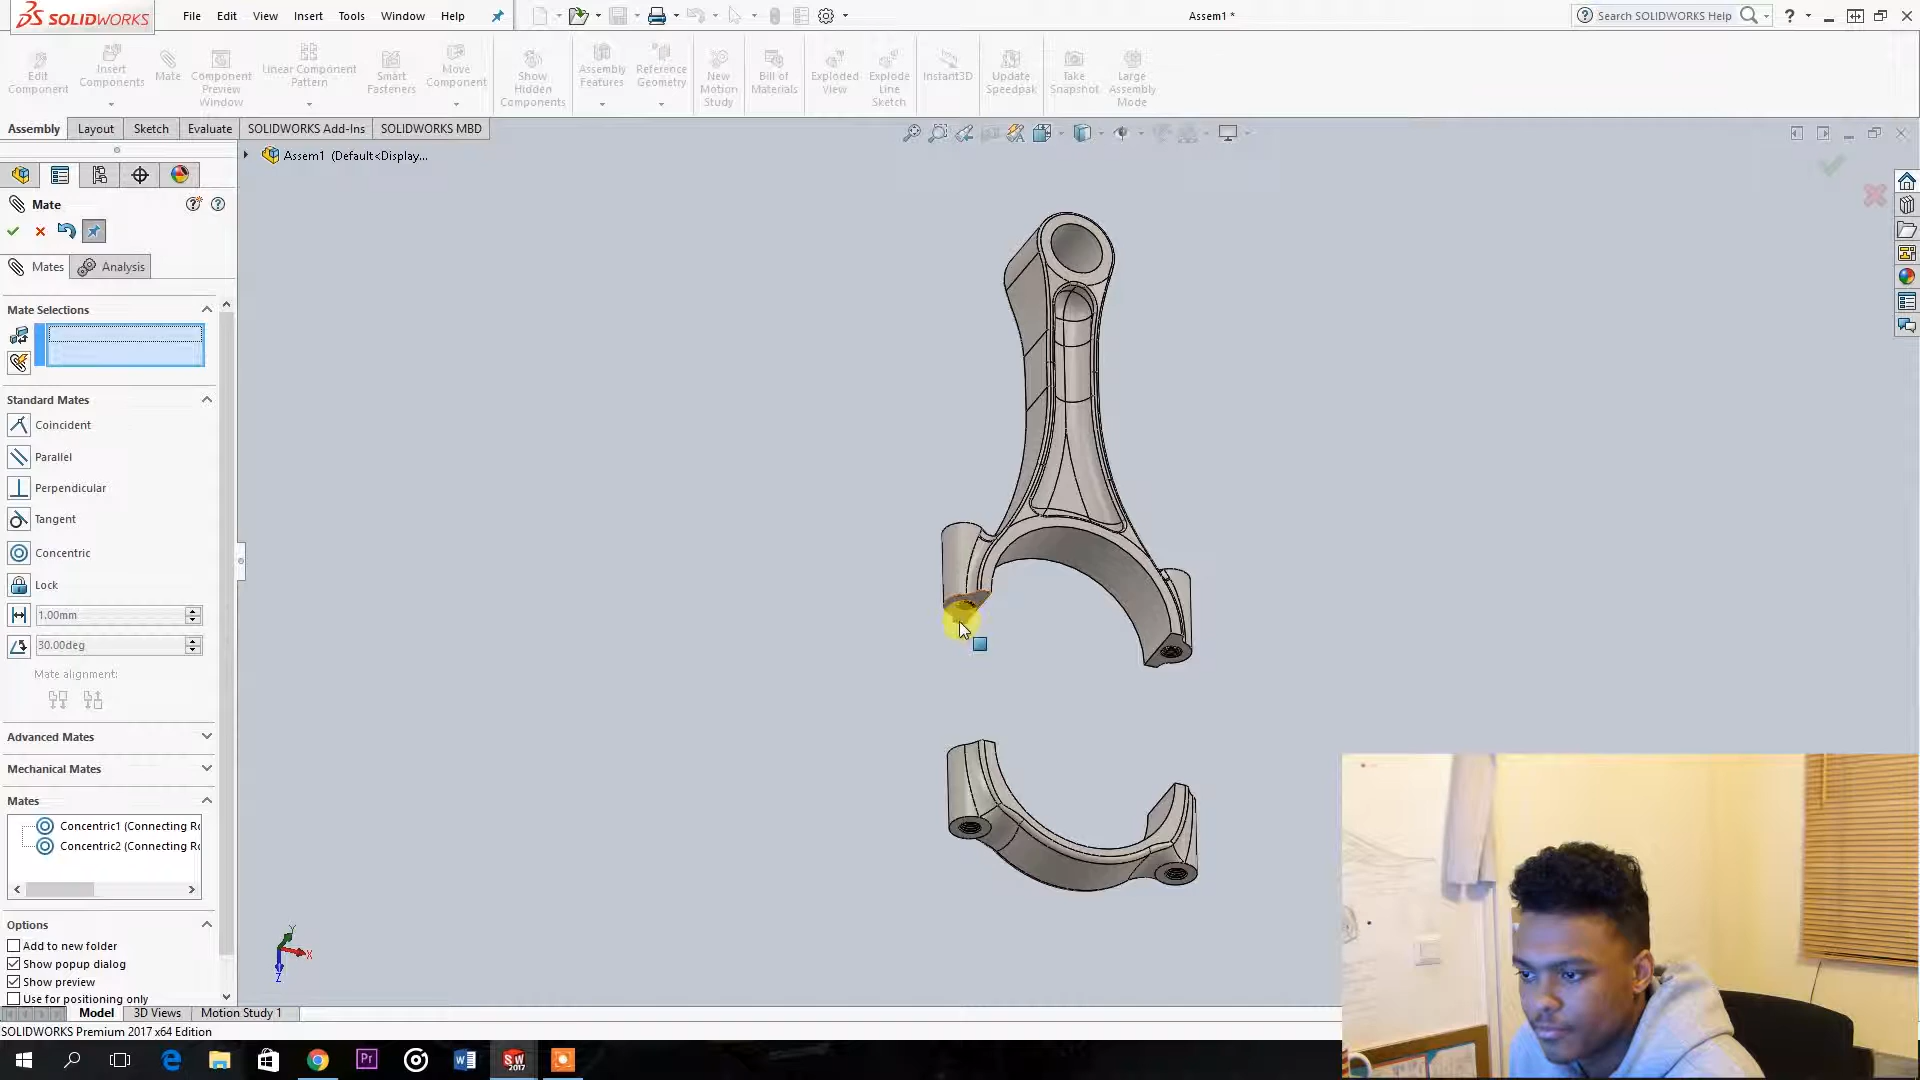 SOLIDWORKS
File Edit View Insert Tools Window Help
Assem1 *
Search SOLIDWORKS Help
Edit Component
Insert Components
Mate
Component Preview Window
Linear Component Pattern
Smart Fasteners
Move Component
Show Hidden Components
Assembly Features
Reference Geometry
New Motion Study
Bill of Materials
Exploded View
Explode Line Sketch
Instant3D
Update Speedpak
Take Snapshot
Large Assembly Mode
Assembly Layout Sketch Evaluate SOLIDWORKS Add-Ins SOLIDWORKS MBD
Assem1 (Default<Display...
Mate
Mates Analysis
Mate Selections
Standard Mates
Coincident
Parallel
Perpendicular
Tangent
Concentric
Lock
1.00mm
30.00deg
Mate alignment:
Advanced Mates
Mechanical Mates
Mates
Concentric1 (Connecting Ro
Concentric2 (Connecting Ro
Options
Add to new folder
Show popup dialog
Show preview
Use for positioning only
Y
X
Z
Model 3D Views Motion Study 1
SOLIDWORKS Premium 2017 x64 Edition
Pr
SW
2017